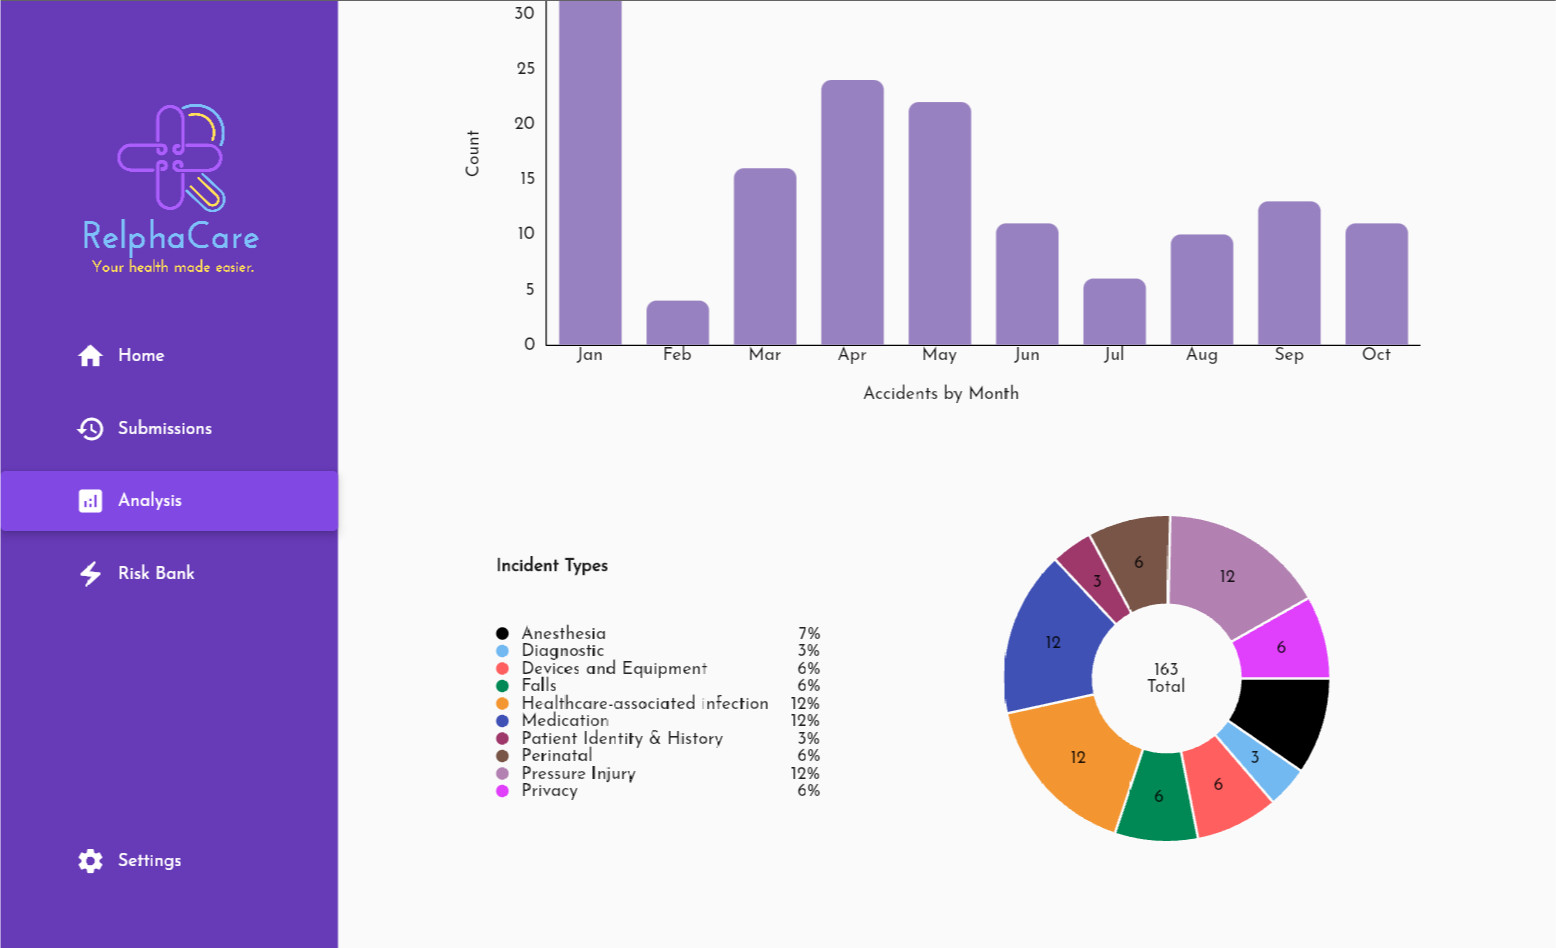 RelphaCare
Your health made easier.
Home
Submissions
Analysis
Risk Bank
Settings
30
25
20
15
10
5
0
Count
Jan Feb Mar Apr May Jun Jul Aug Sep Oct
Accidents by Month
Incident Types
Anesthesia 7%
Diagnostic 3%
Devices and Equipment 6%
Falls 6%
Healthcare-associated infection 12%
Medication 12%
Patient Identity & History 3%
Perinatal 6%
Pressure Injury 12%
Privacy 6%
6
12
3
12
6
163
Total
12
3
6
6